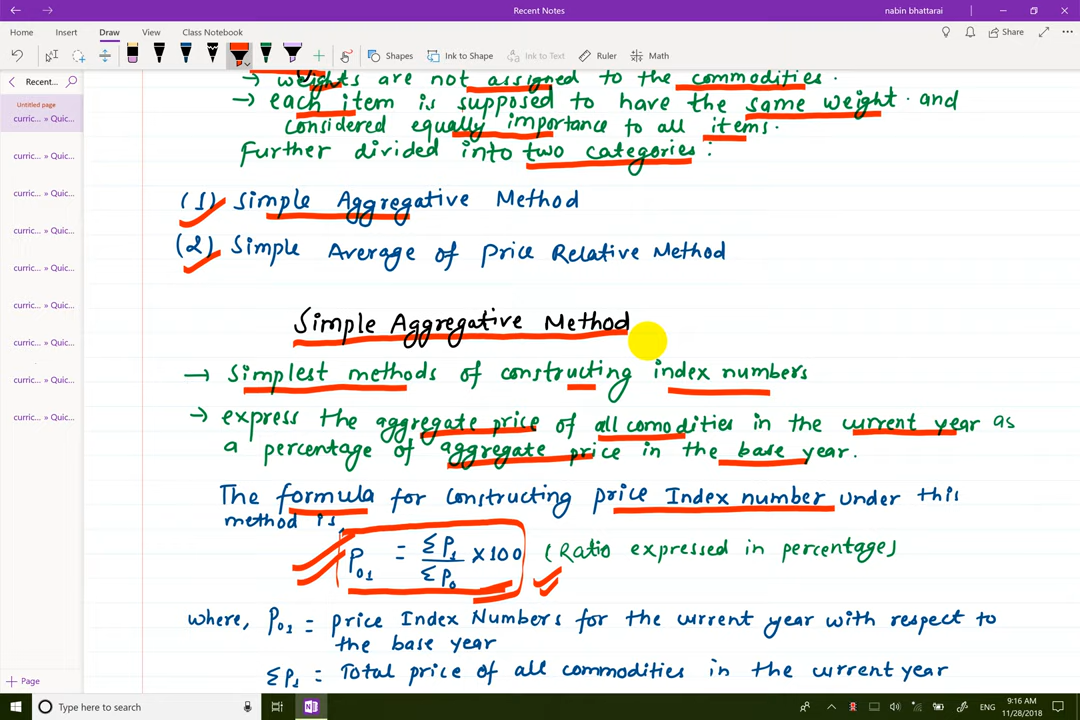 Recent Notes
nabin bhattarai
Home Insert Draw View Class Notebook
Share
Shapes Ink to Shape Ink to Text Ruler Math
Recent...
Untitled page
curric... » Quic...
curric... » Quic...
curric... » Quic...
curric... » Quic...
curric... » Quic...
curric... » Quic...
curric... » Quic...
curric... » Quic...
curric... » Quic...
+ Page
→ weights are not assigned to the commodities.
→ each item is supposed to have the same weight and
considered equally importance to all items.
Further divided into two categories:
(1) Simple Aggregative Method
(2) Simple Average of Price Relative Method
Simple Aggregative Method
→ Simplest methods of constructing index numbers
→ express the aggregate price of all comodities in the current year as
a percentage of aggregate price in the base year.
The formula for constructing price Index number under this
method is,
P₀₁ = ΣP₁/ΣP₀ ×100 (Ratio expressed in percentage)
where, P₀₁ = price Index Numbers for the current year with respect to
the base year
ΣP₁ = Total price of all commodities in the current year
Type here to search
ENG
9:16 AM
11/28/2018